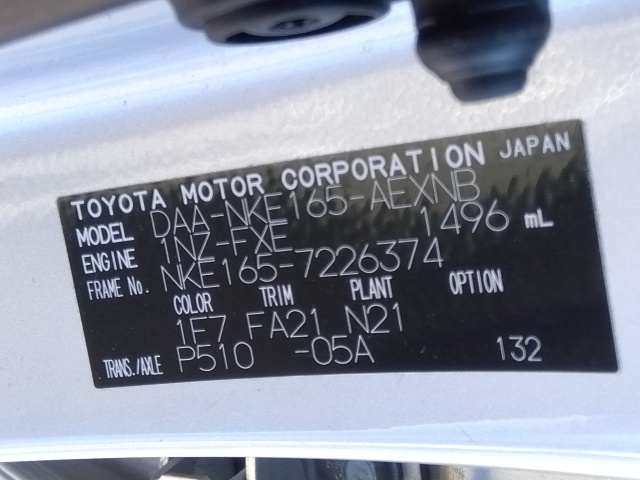 TOYOTA MOTOR CORPORATION JAPAN
MODEL DAA-NKE165-AEXNB
ENGINE 1NZ-FXE 1496 mL
FRAME No. NKE165-7226374
COLOR TRIM PLANT OPTION
1F7 FA21 N21
TRANS./AXLE P510 -05A 132